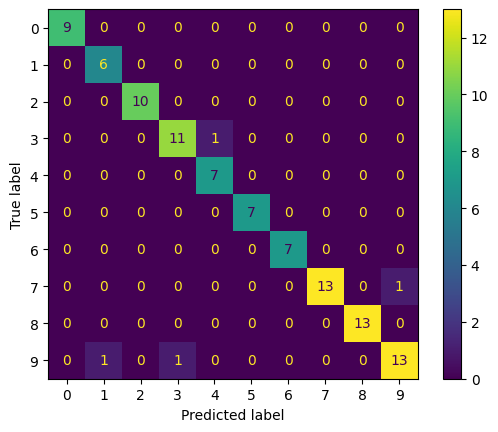 0 9 0 0 0 0 0 0 0 0 0
1 0 6 0 0 0 0 0 0 0 0
2 0 0 10 0 0 0 0 0 0 0
3 0 0 0 11 1 0 0 0 0 0
4 0 0 0 0 7 0 0 0 0 0
5 0 0 0 0 0 7 0 0 0 0
6 0 0 0 0 0 0 7 0 0 0
7 0 0 0 0 0 0 0 13 0 1
8 0 0 0 0 0 0 0 0 13 0
9 0 1 0 1 0 0 0 0 0 13
0 1 2 3 4 5 6 7 8 9
Predicted label
True label
12
10
8
6
4
2
0